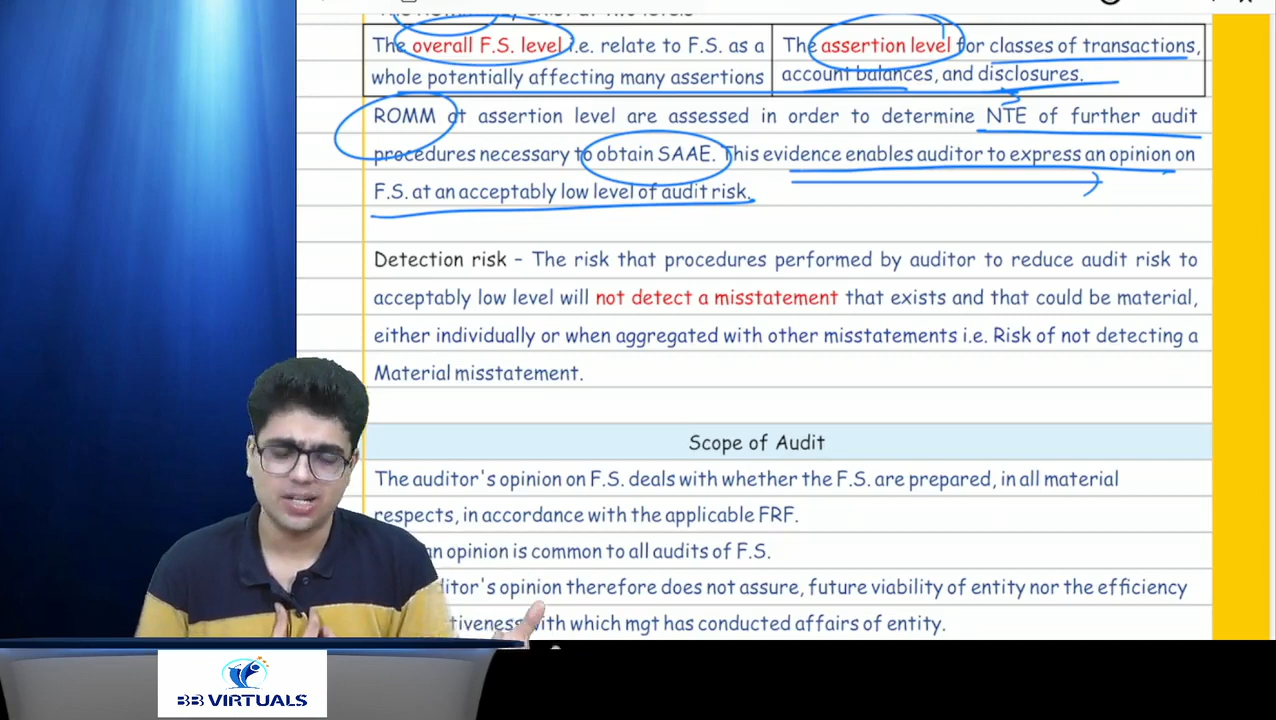 The overall F.S. level i.e. relate to F.S. as a
whole potentially affecting many assertions
The assertion level for classes of transactions,
account balances, and disclosures.
ROMM at assertion level are assessed in order to determine NTE of further audit
procedures necessary to obtain SAAE. This evidence enables auditor to express an opinion on
F.S. at an acceptably low level of audit risk.
Detection risk – The risk that procedures performed by auditor to reduce audit risk to
acceptably low level will not detect a misstatement that exists and that could be material,
either individually or when aggregated with other misstatements i.e. Risk of not detecting a
Material misstatement.
Scope of Audit
The auditor's opinion on F.S. deals with whether the F.S. are prepared, in all material
respects, in accordance with the applicable FRF.
an opinion is common to all audits of F.S.
opinion therefore does not assure, future viability of entity nor the efficiency
with which mgt has conducted affairs of entity.
BB VIRTUALS